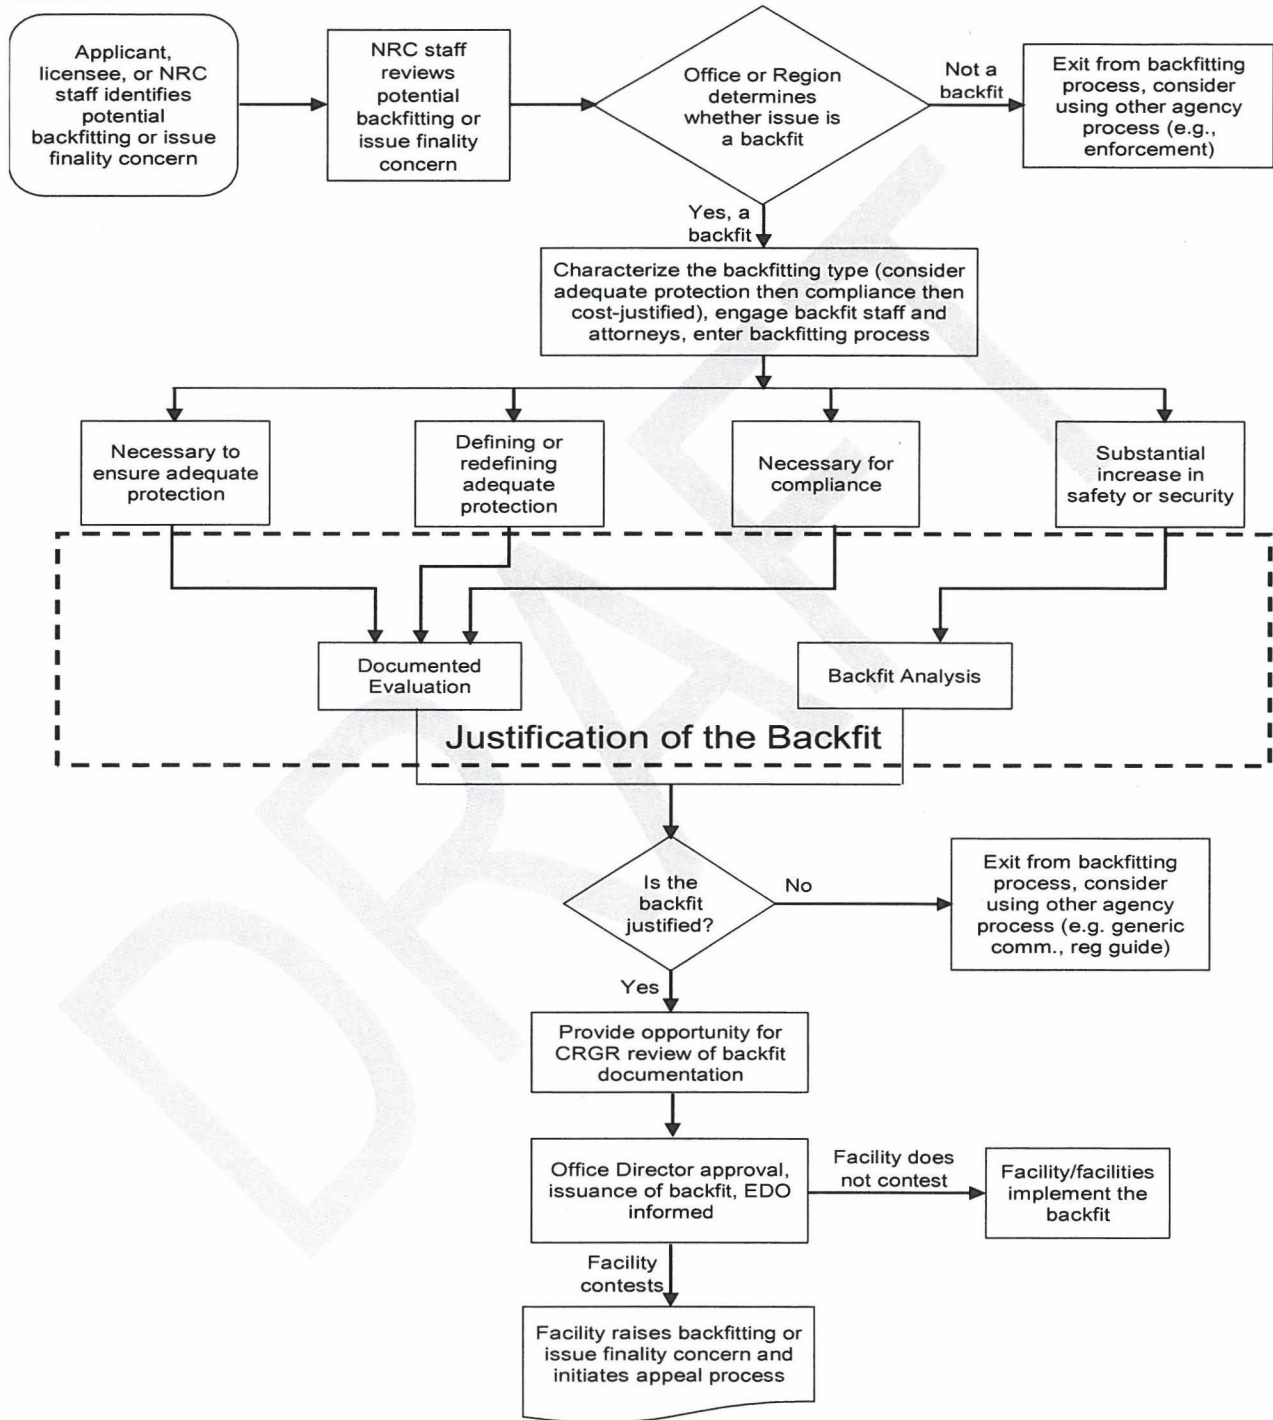 Applicant,
licensee, or NRC
staff identifies
potential
backfitting or issue
finality concern
NRC staff
reviews
potential
backfitting or
issue finality
concern
Office or Region
determines
whether issue is
a backfit
Not a
backfit
Exit from backfitting
process, consider
using other agency
process (e.g.,
enforcement)
Yes, a
backfit
Characterize the backfitting type (consider
adequate protection then compliance then
cost-justified), engage backfit staff and
attorneys, enter backfitting process
Necessary to
ensure adequate
protection
Defining or
redefining
adequate
protection
Necessary for
compliance
Substantial
increase in
safety or security
Documented
Evaluation
Backfit Analysis
Justification of the Backfit
Is the
backfit
justified?
No
Exit from backfitting
process, consider
using other agency
process (e.g. generic
comm., reg guide)
Yes
Provide opportunity for
CRGR review of backfit
documentation
Office Director approval,
issuance of backfit, EDO
informed
Facility does
not contest
Facility/facilities
implement the
backfit
Facility
contests
Facility raises backfitting or
issue finality concern and
initiates appeal process
DRAFT